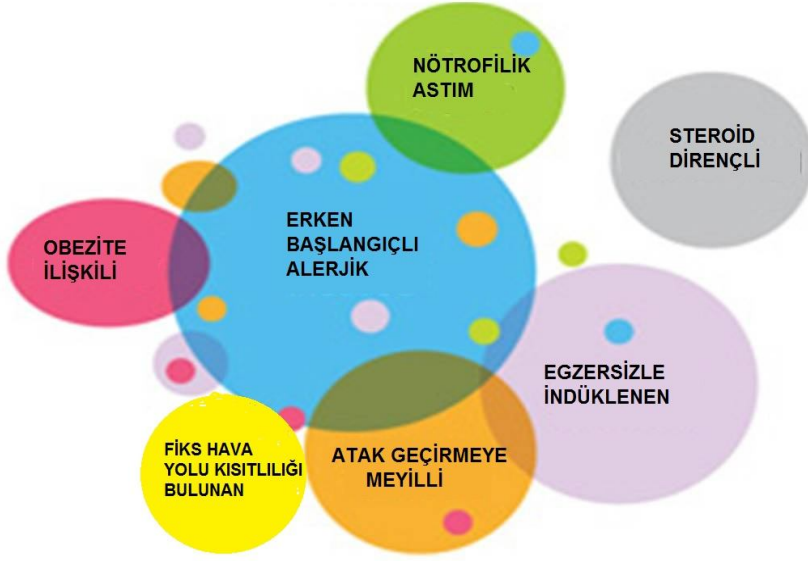 NÖTROFİLİK
ASTIM
STEROİD
DİRENÇLİ
ERKEN
BAŞLANGIÇLI
ALERJİK
OBEZİTE
İLİŞKİLİ
EGZERSİZLE
İNDÜKLENEN
FİKS HAVA
YOLU KISITLILIĞI
BULUNAN
ATAK GEÇİRMEYE
MEYİLLİ